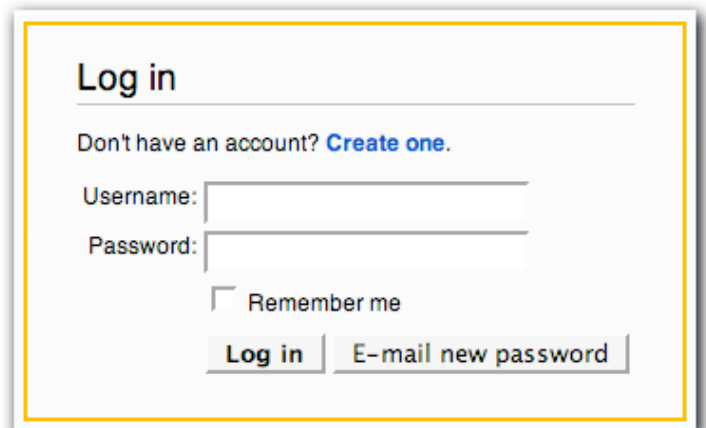 Log in
Don't have an account? Create one.
Username:
Password:
Remember me
Log in E-mail new password